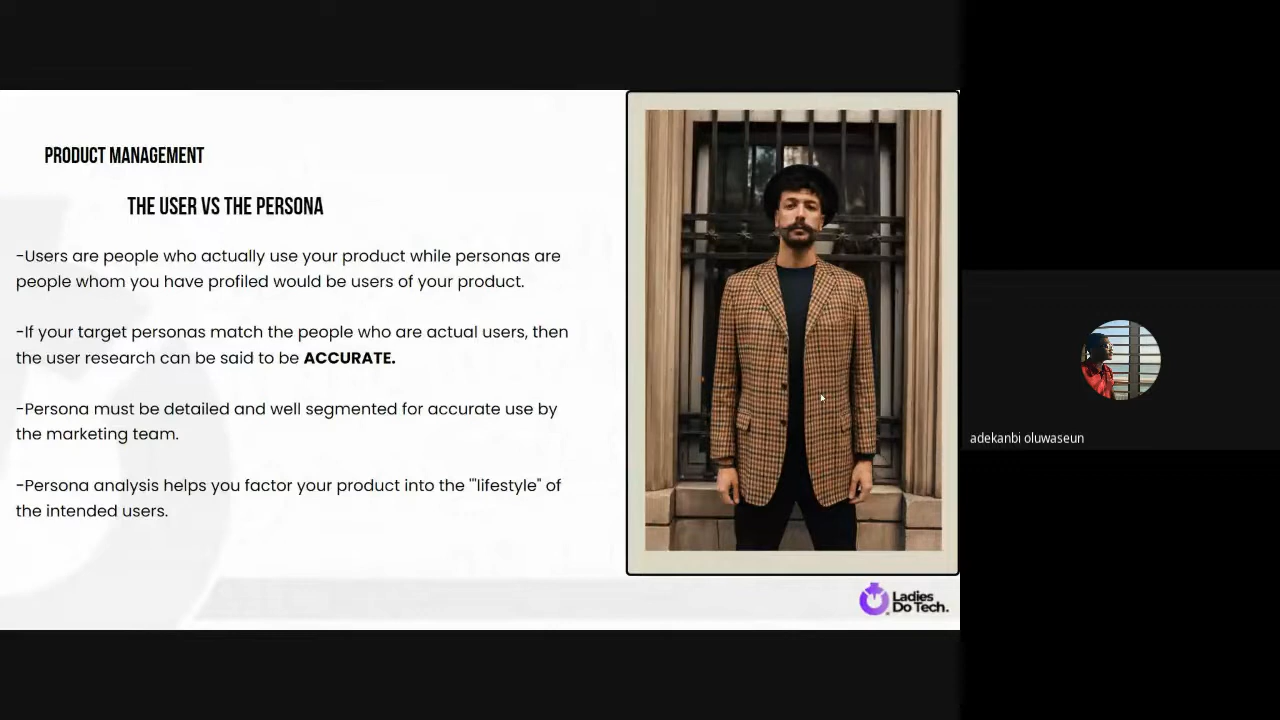 PRODUCT MANAGEMENT
THE USER VS THE PERSONA
-Users are people who actually use your product while personas are
people whom you have profiled would be users of your product.
-If your target personas match the people who are actual users, then
the user research can be said to be ACCURATE.
-Persona must be detailed and well segmented for accurate use by
the marketing team.
-Persona analysis helps you factor your product into the '"lifestyle" of
the intended users.
Ladies
Do Tech.
adekanbi oluwaseun